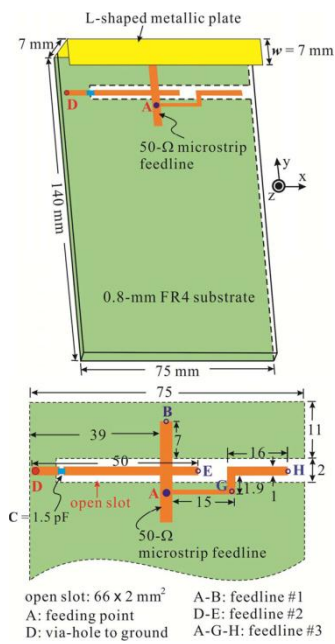 L-shaped metallic plate
7 mm
w = 7 mm
D
A
50-Ω
microstrip
feedline
y
x
z
140 mm
0.8-mm FR4 substrate
75 mm
75
B
39
7
11
50
16
D
E
H
2
A
G
1.9
1
open slot
15
C = 1.5 pF
50-Ω
microstrip feedline
open slot: 66 x 2 mm²
A-B: feedline #1
A: feeding point
D-E: feedline #2
D: via-hole to ground
A-G-H: feedline #3